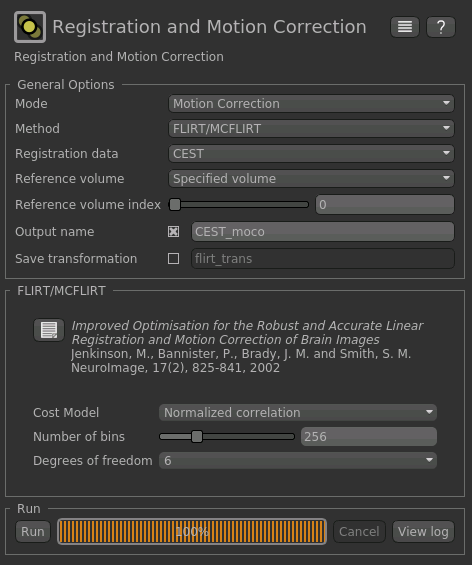 Registration and Motion Correction
?
Registration and Motion Correction
General Options
Mode Motion Correction
Method FLIRT/MCFLIRT
Registration data CEST
Reference volume Specified volume
Reference volume index 0
Output name CEST_moco
Save transformation flirt_trans
FLIRT/MCFLIRT
Improved Optimisation for the Robust and Accurate Linear
Registration and Motion Correction of Brain Images
Jenkinson, M., Bannister, P., Brady, J. M. and Smith, S. M.
NeuroImage, 17(2), 825-841, 2002
Cost Model Normalized correlation
Number of bins 256
Degrees of freedom 6
Run
Run 100% Cancel View log